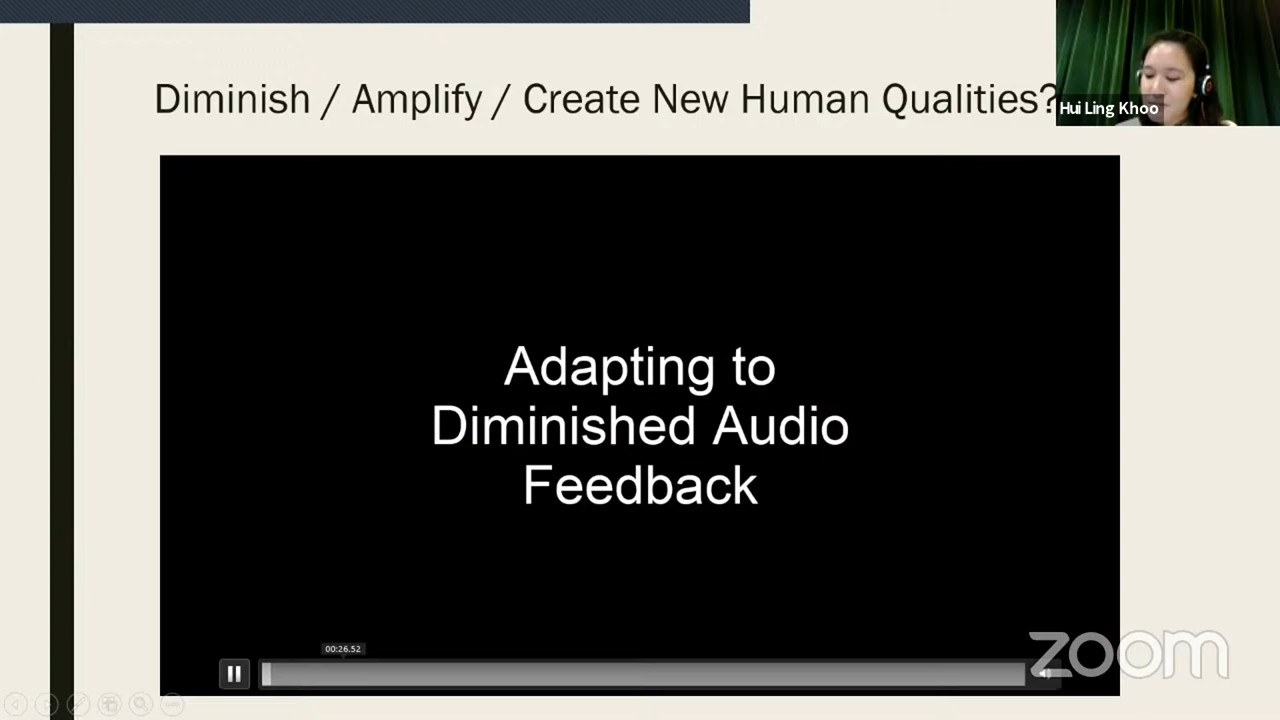 Diminish / Amplify / Create New Human Qualities?
Hui Ling Khoo
Adapting to
Diminished Audio
Feedback
00:26.52
zoom